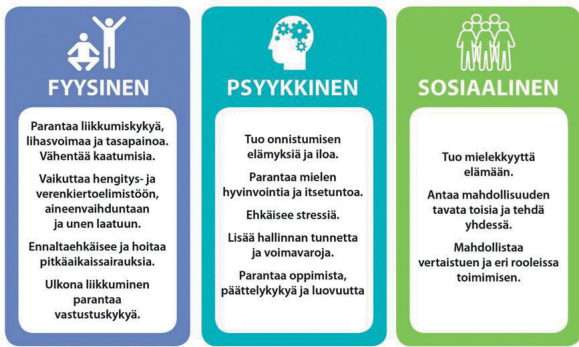 FYYSINEN
Parantaa liikkumiskykyä,
lihasvoimaa ja tasapainoa.
Vähentää kaatumisia.
Vaikuttaa hengitys- ja
verenkiertoelimistöön,
aineenvaihduntaan
ja unen laatuun.
Ennaltaehkäisee ja hoitaa
pitkäaikaissairauksia.
Ulkona liikkuminen
parantaa
vastustuskykyä.
PSYYKKINEN
Tuo onnistumisen
elämyksiä ja iloa.
Parantaa mielen
hyvinvointia ja itsetuntoa.
Ehkäisee stressiä.
Lisää hallinnan tunnetta
ja voimavaroja.
Parantaa oppimista,
päättelykykyä ja luovuutta
SOSIAALINEN
Tuo mielekkyyttä
elämään.
Antaa mahdollisuuden
tavata toisia ja tehdä
yhdessä.
Mahdollistaa
vertaistuen ja eri rooleissa
toimimisen.